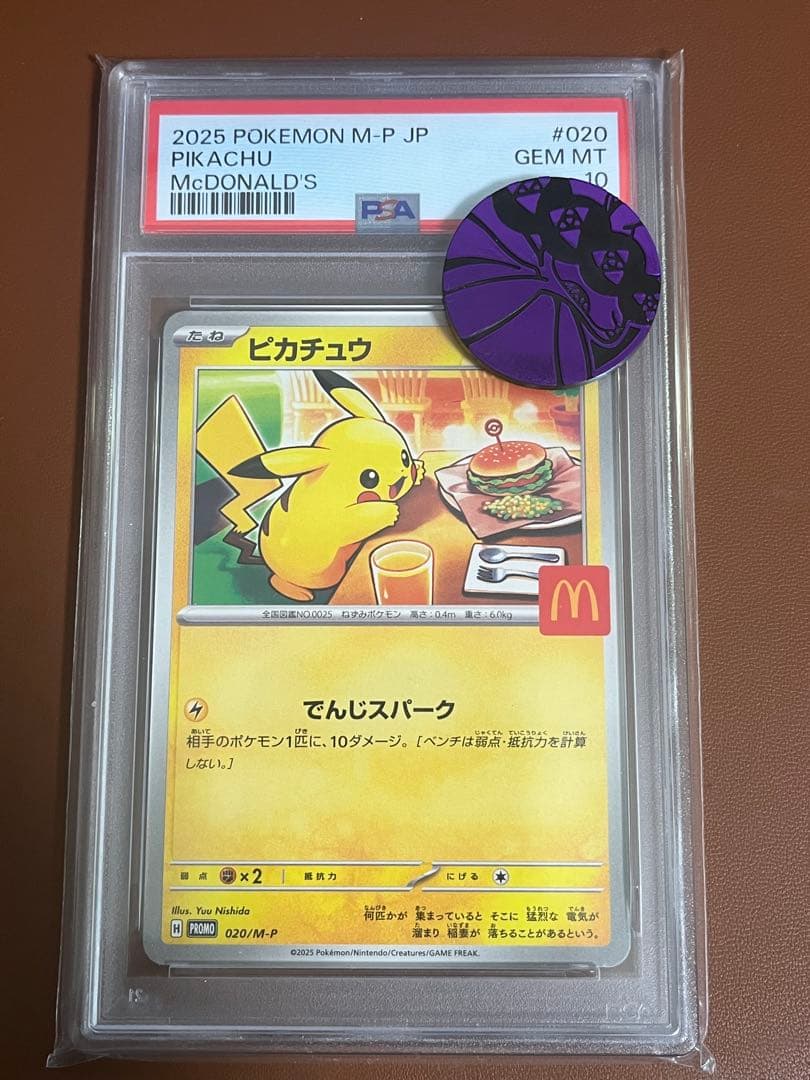 2025 POKEMON M-P JP #020
PIKACHU GEM MT
McDONALD'S 10
PSA
たね ピカチュウ
全国図鑑NO.0025 ねずみポケモン 高さ:0.4m 重さ:6.0kg
でんじスパーク
相手のポケモン1匹に、10ダメージ。[ベンチは弱点・抵抗力を計算
しない。]
弱点 ×2 抵抗力 にげる
Illus. Yuu Nishida
何匹かが 集まっていると そこに 猛烈な 電気が
溜まり 稲妻が 落ちることがあるという。
H PROMO 020/M-P
©2025 Pokémon/Nintendo/Creatures/GAME FREAK.